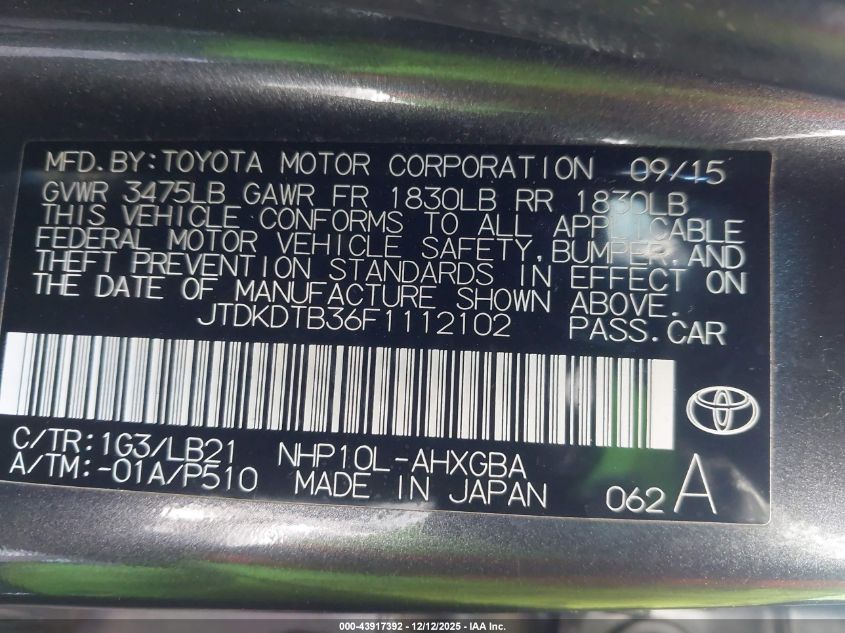 MFD.BY:TOYOTA MOTOR CORPORATION 09/15
GVWR 3475LB GAWR FR 1830LB RR 1830LB
THIS VEHICLE CONFORMS TO ALL APPLICABLE
FEDERAL MOTOR VEHICLE SAFETY,BUMPER,AND
THEFT PREVENTION STANDARDS IN EFFECT ON
THE DATE OF MANUFACTURE SHOWN ABOVE.
JTDKDTB36F1112102 PASS.CAR
C/TR:1G3/LB21 NHP10L-AHXGBA
A/TM:-01A/P510 MADE IN JAPAN 062A
000-43917392 - 12/12/2025 - IAA Inc.